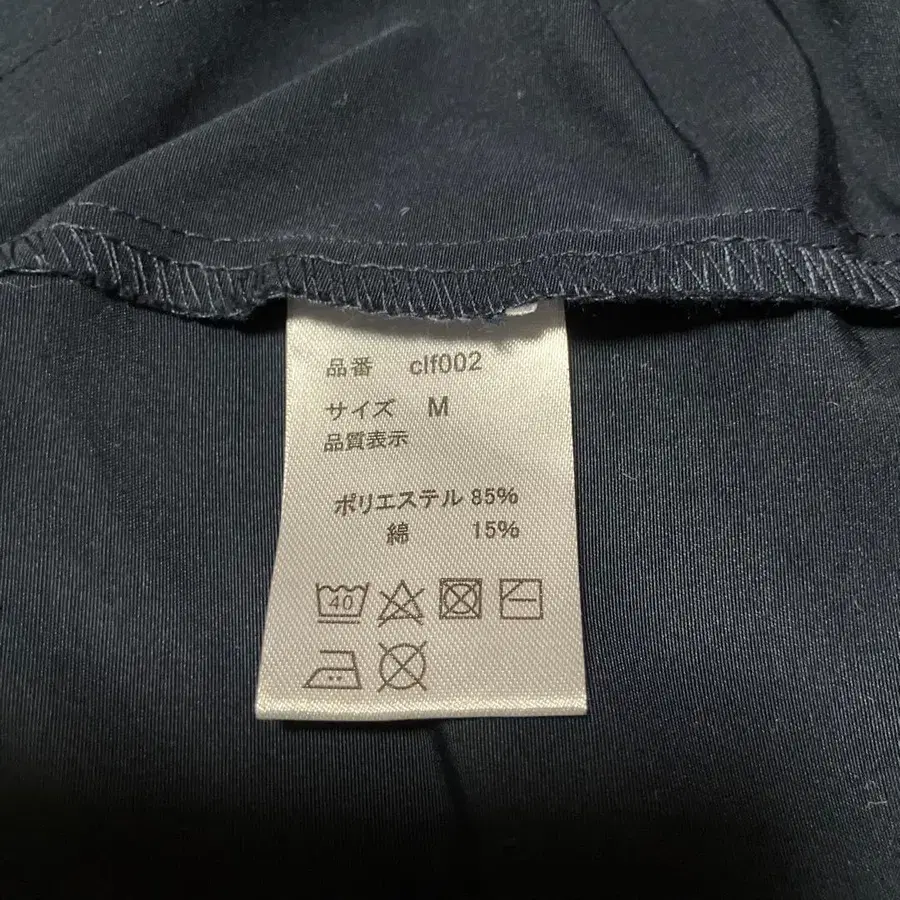 品番 clf002
サイズ M
品質表示
ポリエステル 85%
綿 15%
40